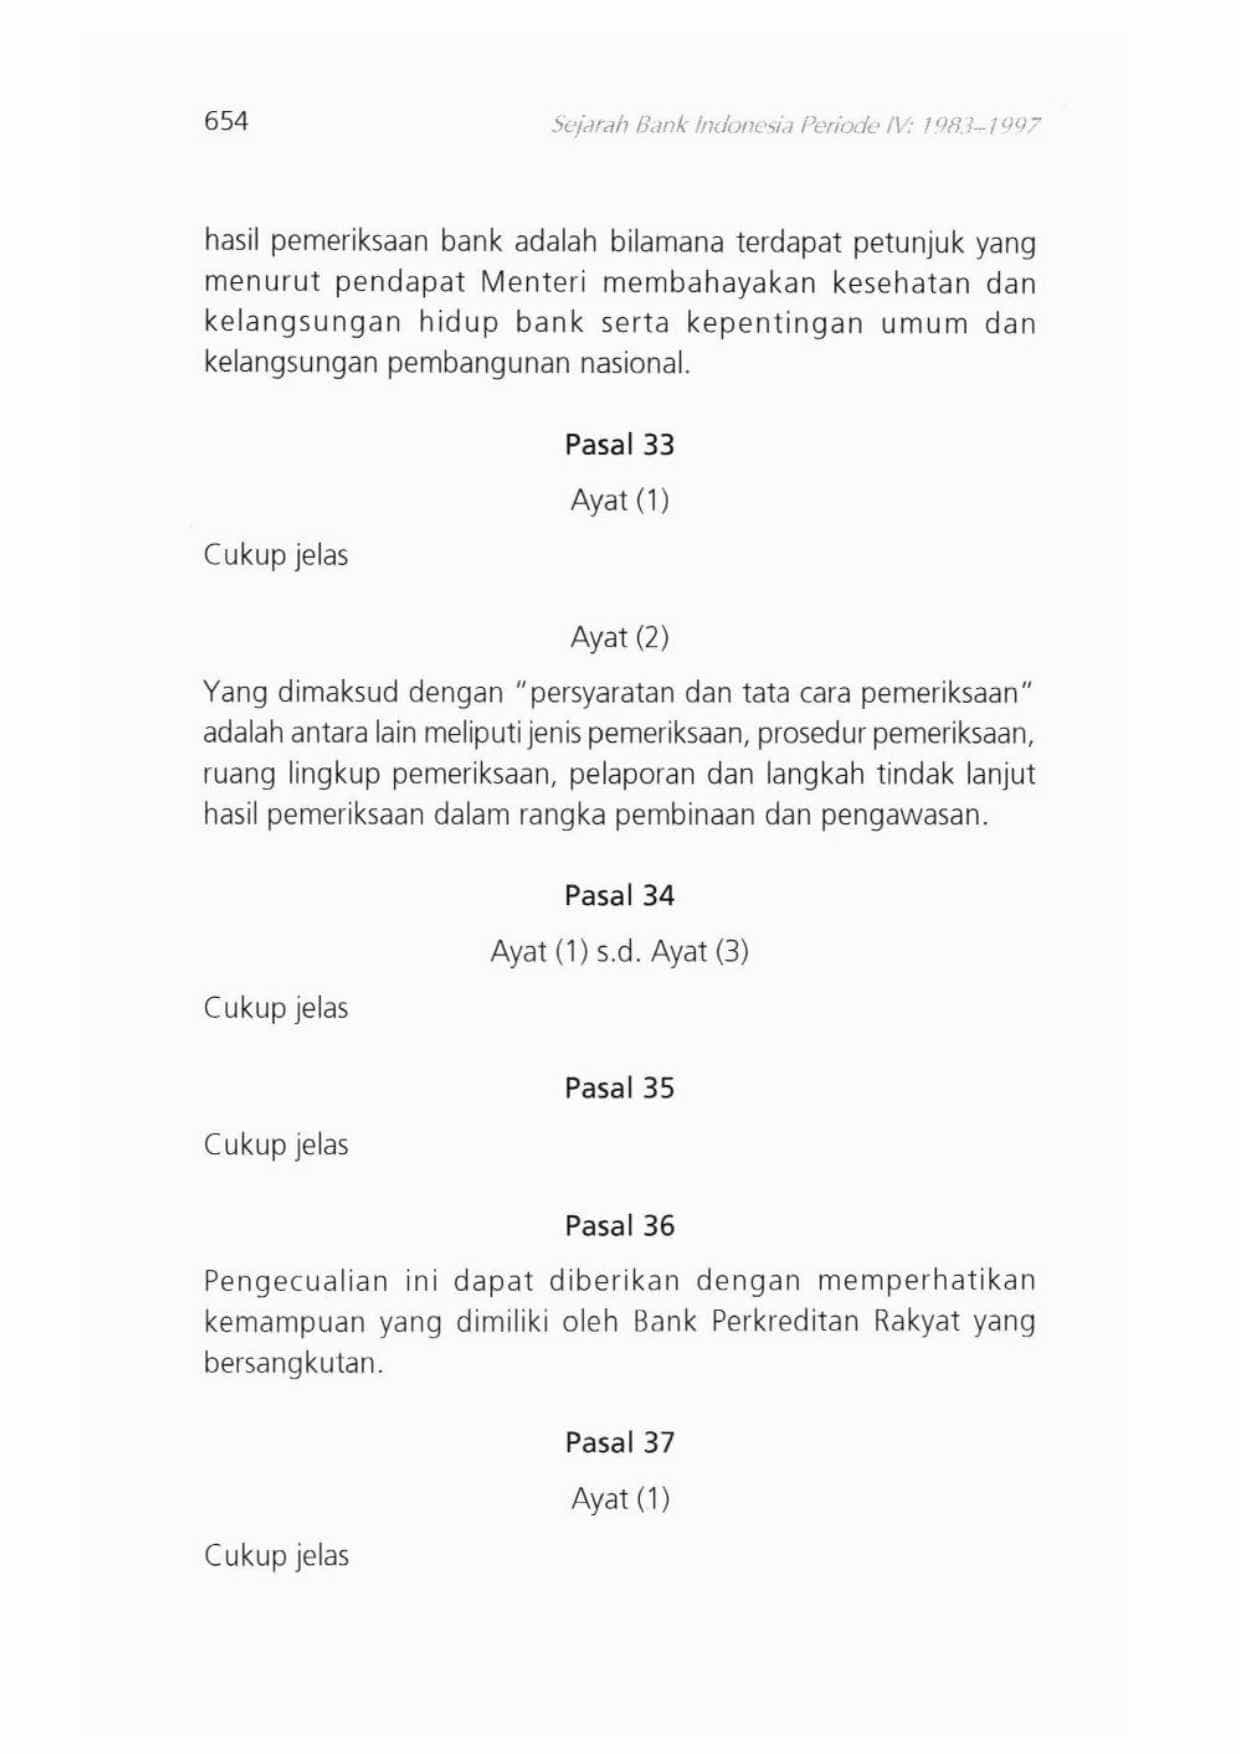 654
Sejarah Bank Indonesia Periode IV: 1983–1997
hasil pemeriksaan bank adalah bilamana terdapat petunjuk yang
menurut pendapat Menteri membahayakan kesehatan dan
kelangsungan hidup bank serta kepentingan umum dan
kelangsungan pembangunan nasional.
Pasal 33
Ayat (1)
Cukup jelas
Ayat (2)
Yang dimaksud dengan "persyaratan dan tata cara pemeriksaan"
adalah antara lain meliputi jenis pemeriksaan, prosedur pemeriksaan,
ruang lingkup pemeriksaan, pelaporan dan langkah tindak lanjut
hasil pemeriksaan dalam rangka pembinaan dan pengawasan.
Pasal 34
Ayat (1) s.d. Ayat (3)
Cukup jelas
Pasal 35
Cukup jelas
Pasal 36
Pengecualian ini dapat diberikan dengan memperhatikan
kemampuan yang dimiliki oleh Bank Perkreditan Rakyat yang
bersangkutan.
Pasal 37
Ayat (1)
Cukup jelas